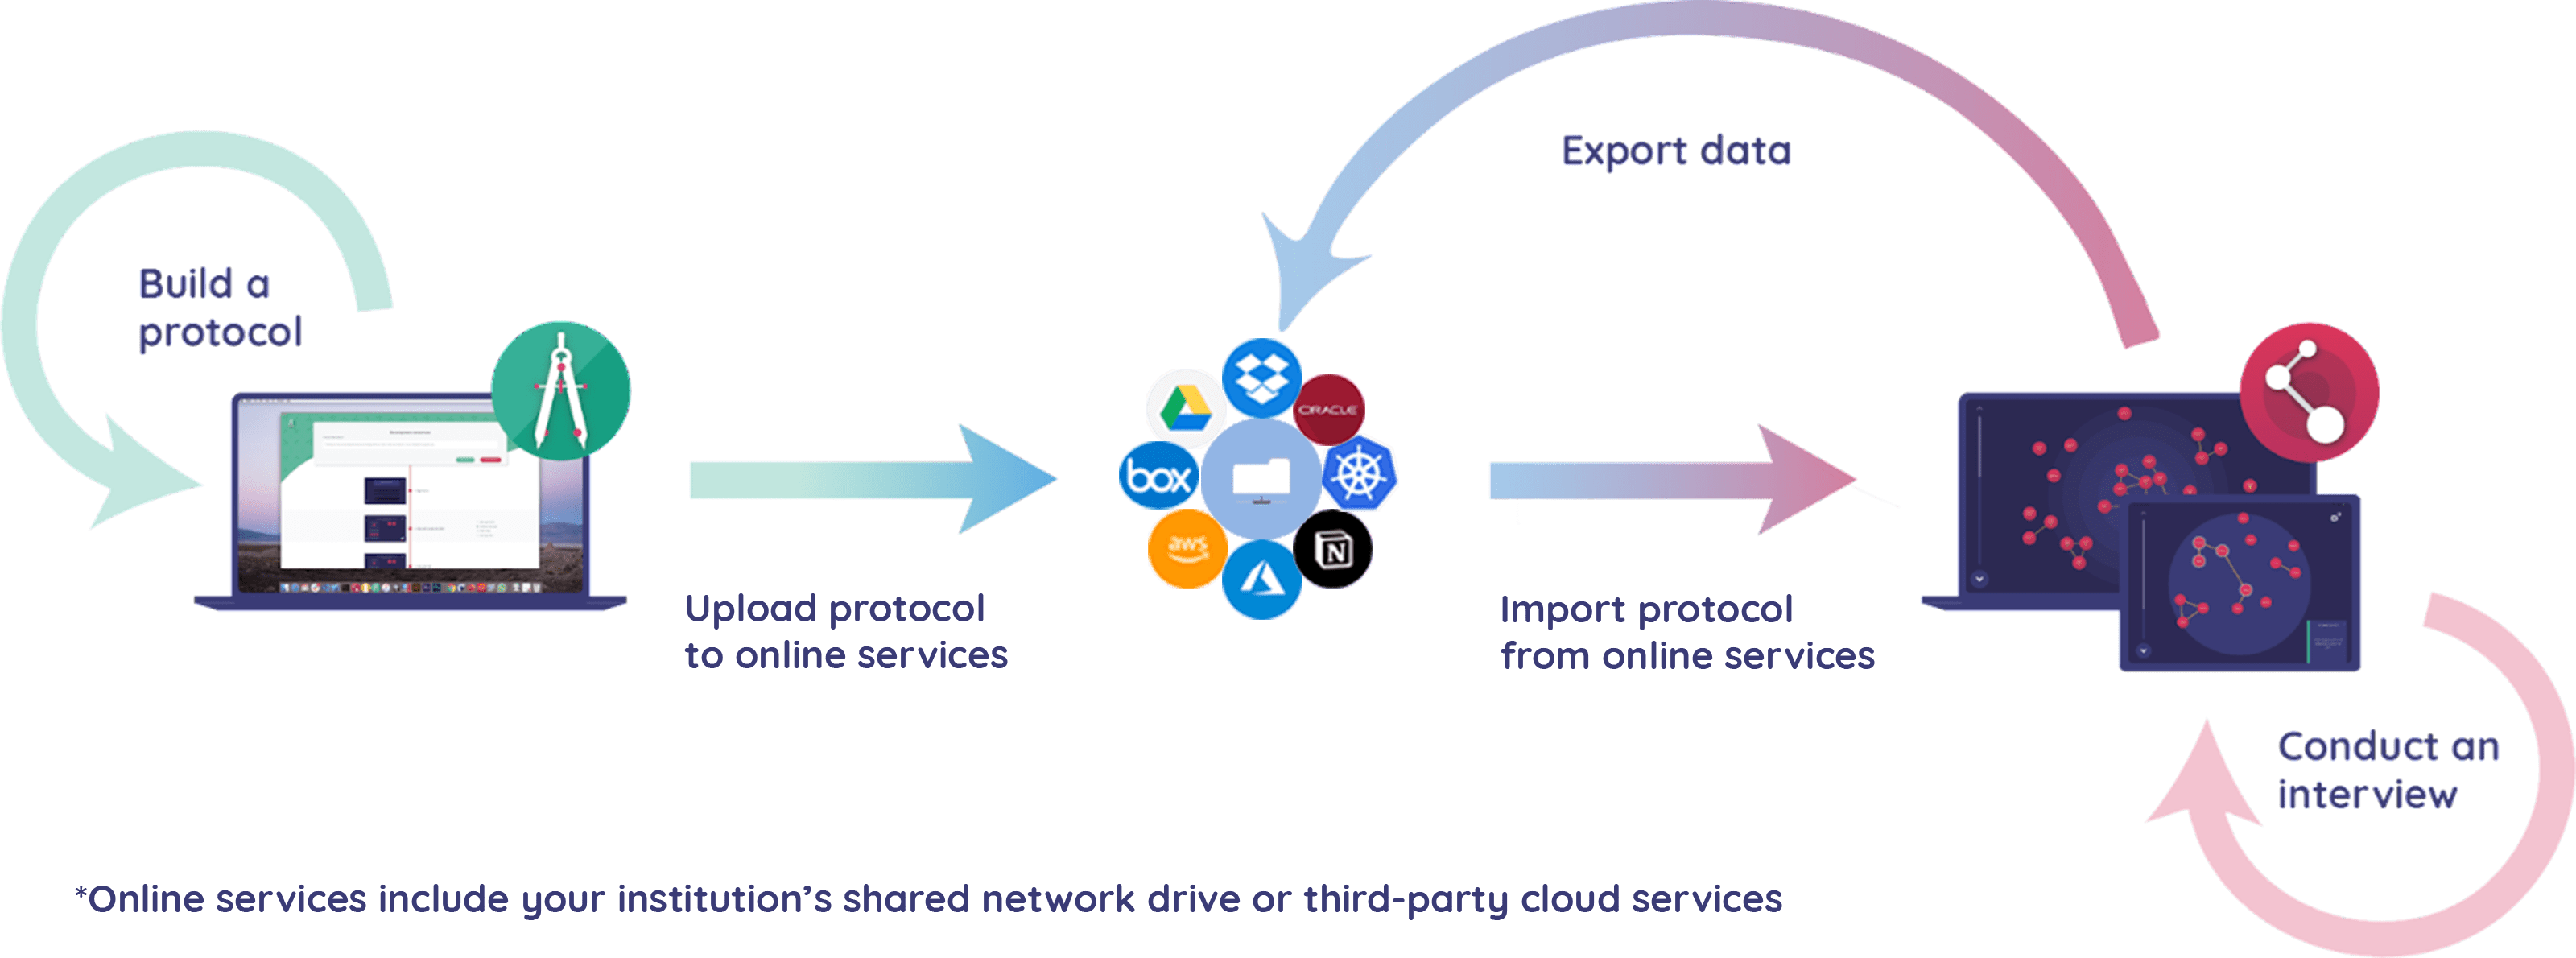 Export data
Build a
protocol
ORACLE
box
aws
N
Upload protocol
to online services
Import protocol
from online services
Conduct an
interview
*Online services include your institution’s shared network drive or third-party cloud services